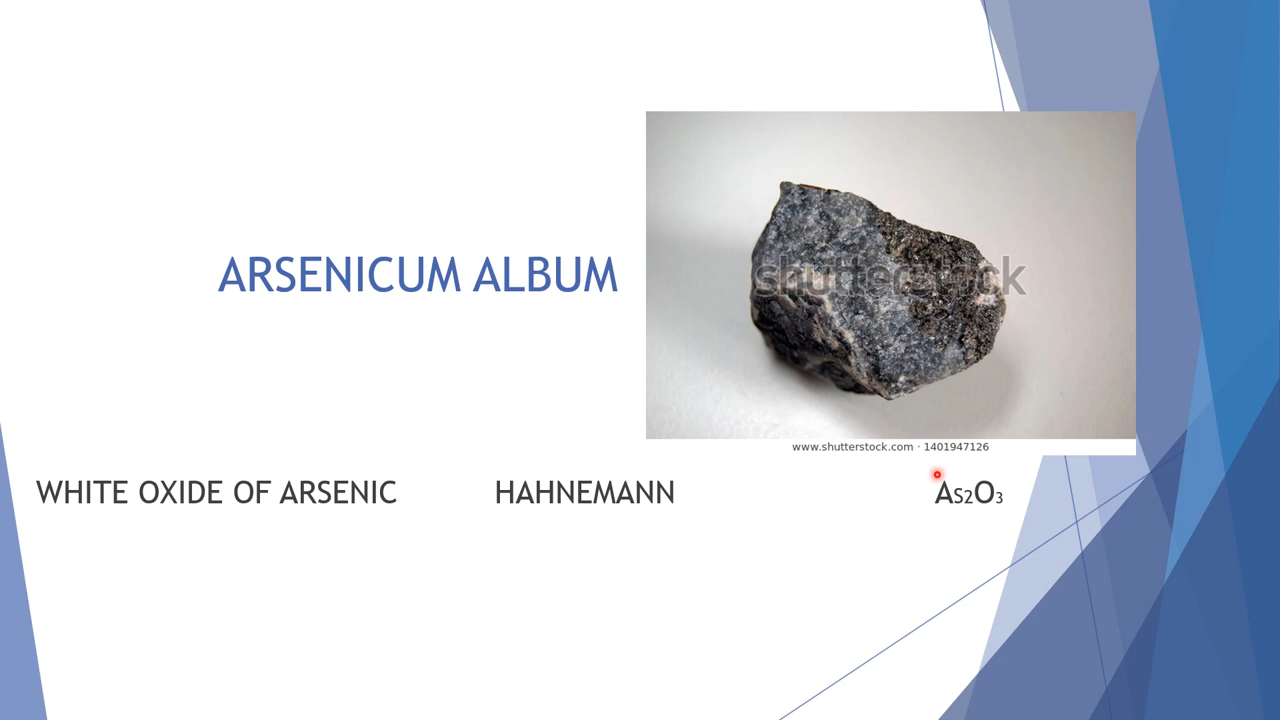 ARSENICUM ALBUM
shutterstock
www.shutterstock.com · 1401947126
WHITE OXIDE OF ARSENIC HAHNEMANN AS2O3